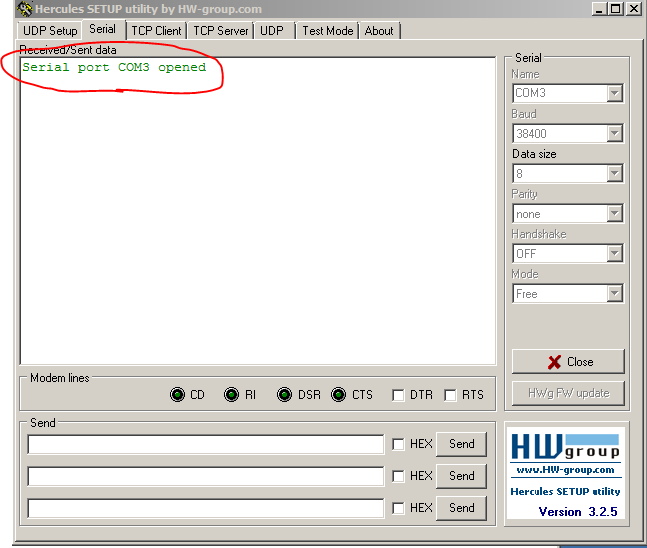 Hercules SETUP utility by HW-group.com
UDP Setup Serial TCP Client TCP Server UDP Test Mode About
Received/Sent data
Serial port COM3 opened
Serial
Name
COM3
Baud
38400
Data size
8
Parity
none
Handshake
OFF
Mode
Free
Close
HWg FW update
Modem lines
CD RI DSR CTS DTR RTS
Send
HEX Send
HEX Send
HEX Send
HW group
www.HW-group.com
Hercules SETUP utility
Version 3.2.5